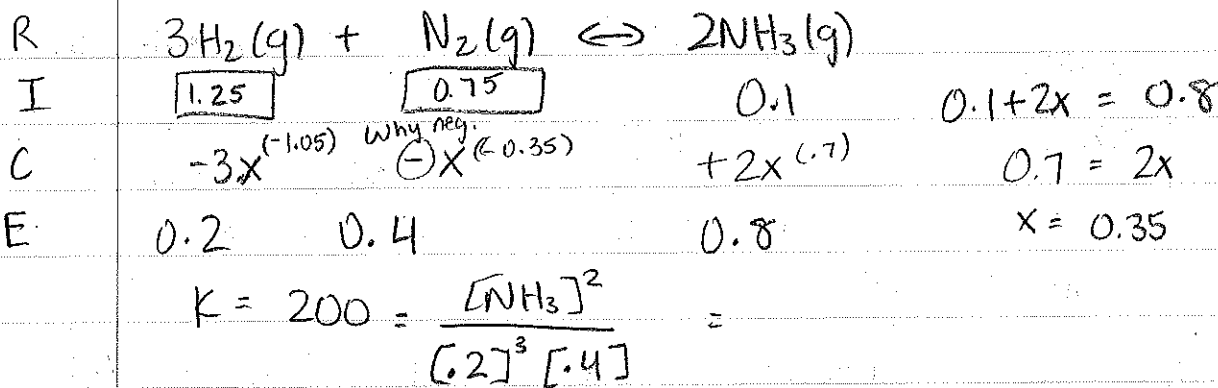 R 3H₂(g) + N₂(g) ⇔ 2NH₃(g)
I 1.25 0.75 0.1 0.1+2x = 0.8
Why neg.
C -3x(-1.05) -x(-0.35) +2x(.7) 0.7 = 2x
E 0.2 0.4 0.8 x = 0.35
K = 200 = [NH₃]² / [.2]³ [.4] =